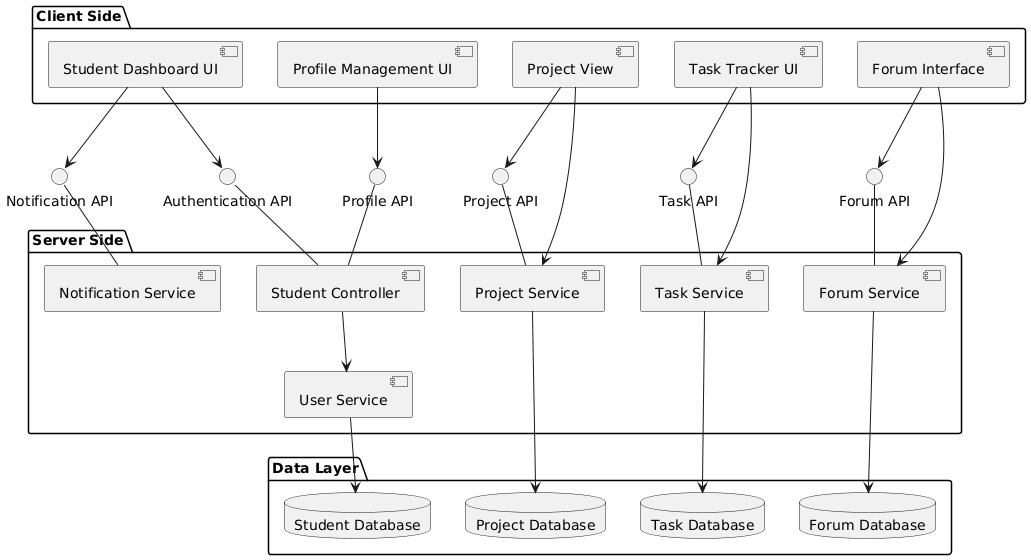 Client Side
Student Dashboard UI
Profile Management UI
Project View
Task Tracker UI
Forum Interface
Notification API
Authentication API
Profile API
Project API
Task API
Forum API
Server Side
Notification Service
Student Controller
Project Service
Task Service
Forum Service
User Service
Data Layer
Student Database
Project Database
Task Database
Forum Database